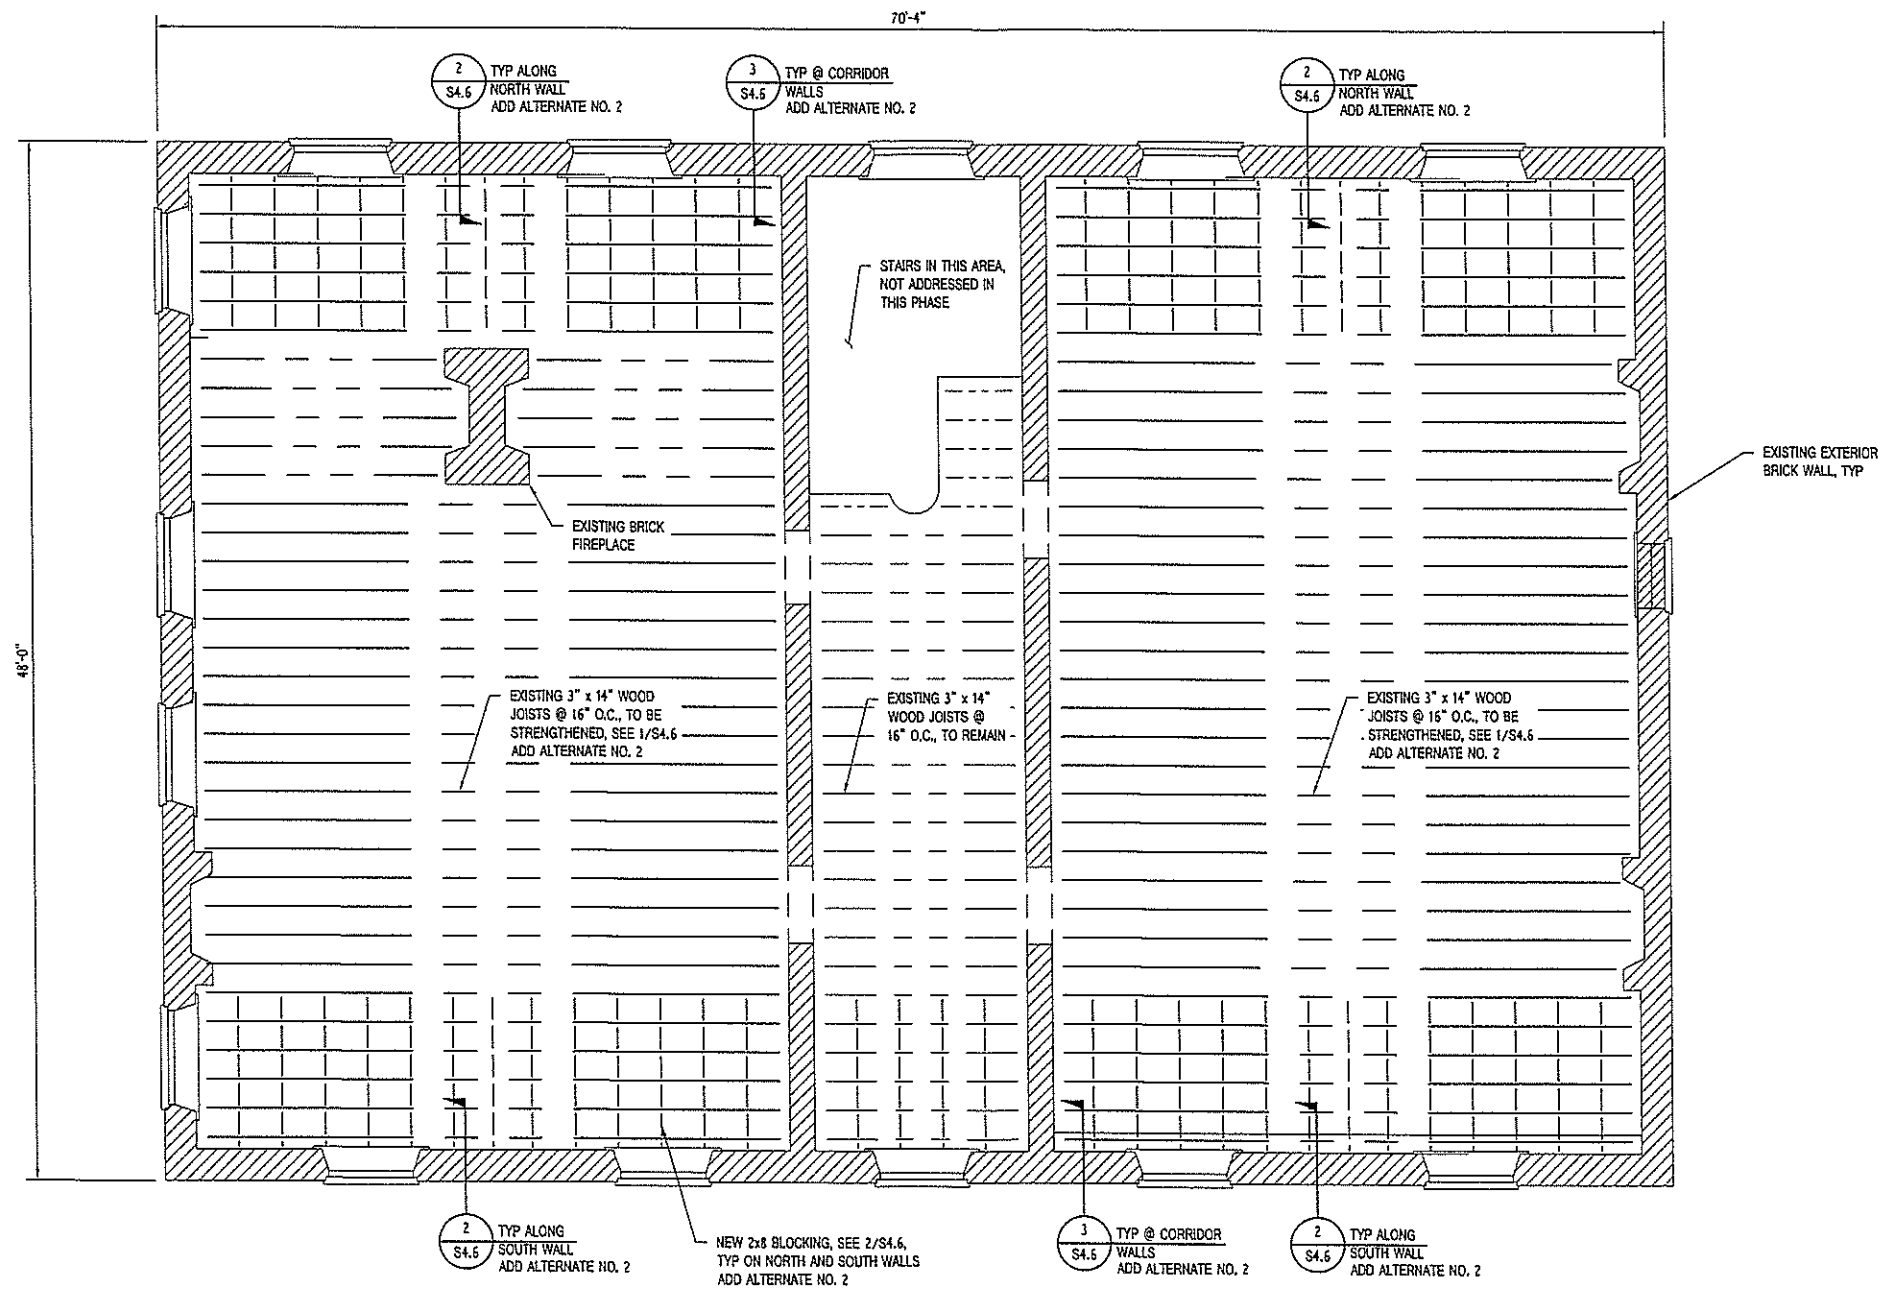 70'-4"
2
S4.6
TYP ALONG
NORTH WALL
ADD ALTERNATE NO. 2
3
S4.6
TYP @ CORRIDOR
WALLS
ADD ALTERNATE NO. 2
2
S4.6
TYP ALONG
NORTH WALL
ADD ALTERNATE NO. 2
STAIRS IN THIS AREA,
NOT ADDRESSED IN
THIS PHASE
EXISTING EXTERIOR
BRICK WALL, TYP
EXISTING BRICK
FIREPLACE
48'-0"
EXISTING 3" x 14" WOOD
JOISTS @ 16" O.C., TO BE
STRENGTHENED, SEE 1/S4.6
ADD ALTERNATE NO. 2
EXISTING 3" x 14"
WOOD JOISTS @
16" O.C., TO REMAIN
EXISTING 3" x 14" WOOD
JOISTS @ 16" O.C., TO BE
STRENGTHENED, SEE 1/S4.6
ADD ALTERNATE NO. 2
2
S4.6
TYP ALONG
SOUTH WALL
ADD ALTERNATE NO. 2
NEW 2x8 BLOCKING, SEE 2/S4.6,
TYP ON NORTH AND SOUTH WALLS
ADD ALTERNATE NO. 2
3
S4.6
TYP @ CORRIDOR
WALLS
ADD ALTERNATE NO. 2
2
S4.6
TYP ALONG
SOUTH WALL
ADD ALTERNATE NO. 2